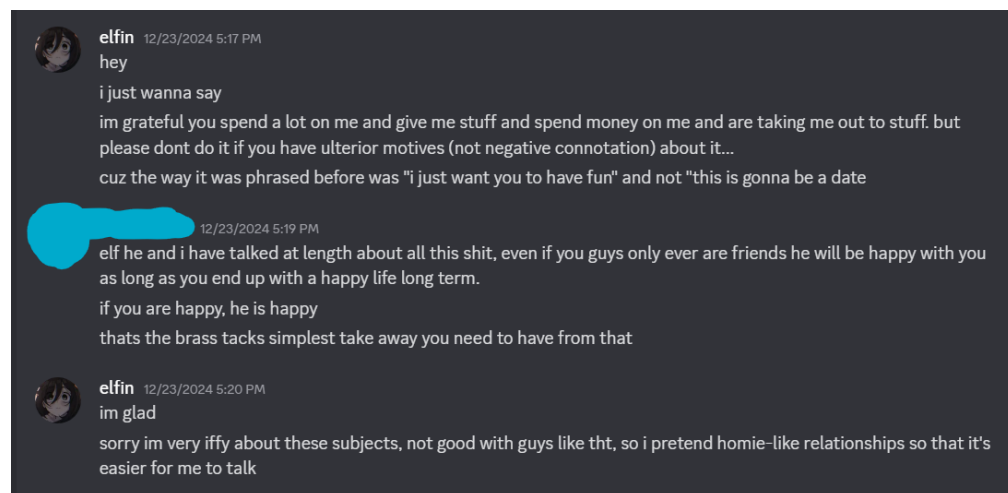 elfin 12/23/2024 5:17 PM
hey
i just wanna say
im grateful you spend a lot on me and give me stuff and spend money on me and are taking me out to stuff. but
please dont do it if you have ulterior motives (not negative connotation) about it...
cuz the way it was phrased before was "i just want you to have fun" and not "this is gonna be a date
12/23/2024 5:19 PM
elf he and i have talked at length about all this shit, even if you guys only ever are friends he will be happy with you
as long as you end up with a happy life long term.
if you are happy, he is happy
thats the brass tacks simplest take away you need to have from that
elfin 12/23/2024 5:20 PM
im glad
sorry im very iffy about these subjects, not good with guys like tht, so i pretend homie-like relationships so that it's
easier for me to talk